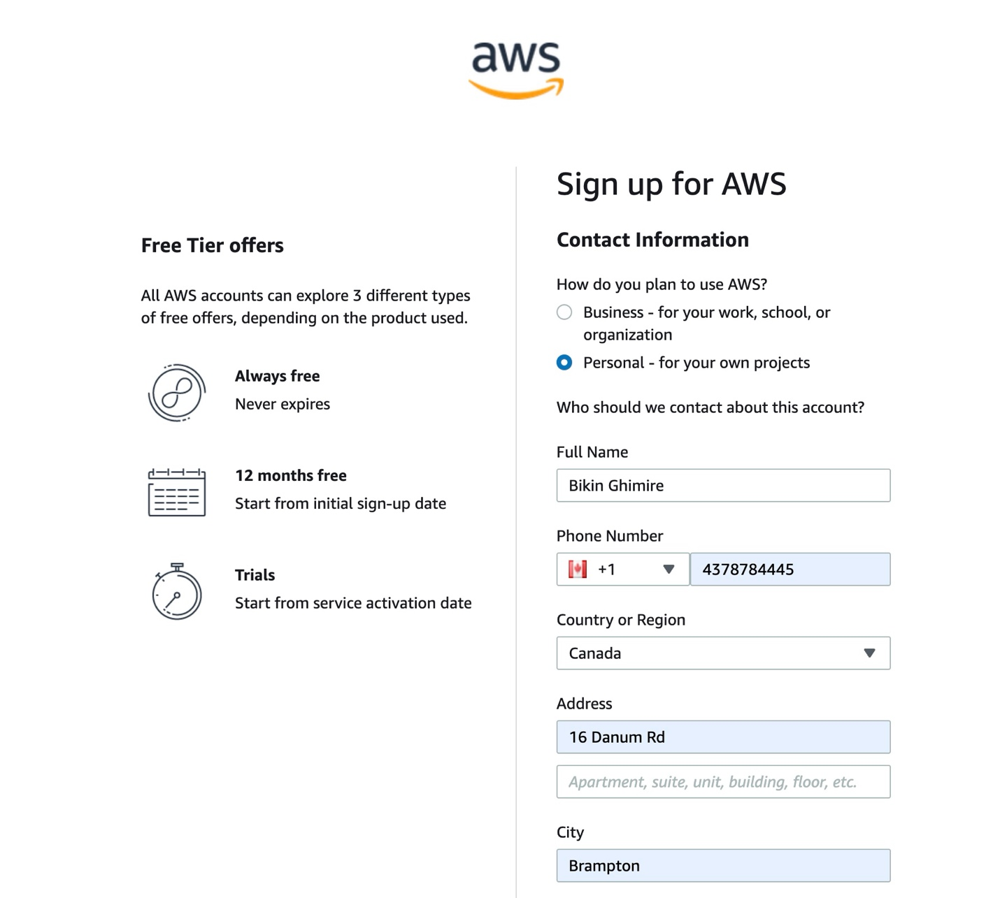 aws
Free Tier offers
All AWS accounts can explore 3 different types
of free offers, depending on the product used.
Always free
Never expires
12 months free
Start from initial sign-up date
Trials
Start from service activation date
Sign up for AWS
Contact Information
How do you plan to use AWS?
Business - for your work, school, or
organization
Personal - for your own projects
Who should we contact about this account?
Full Name
Bikin Ghimire
Phone Number
+1 4378784445
Country or Region
Canada
Address
16 Danum Rd
Apartment, suite, unit, building, floor, etc.
City
Brampton